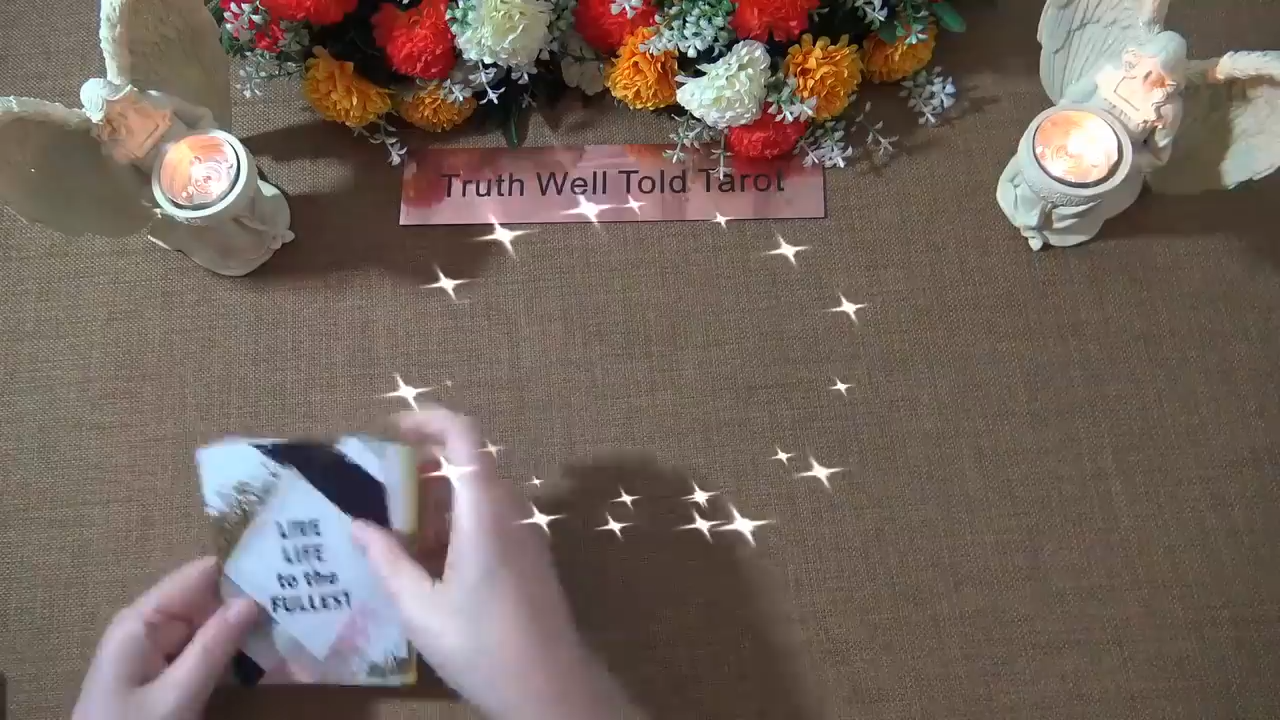 Truth Well Told Tarot
LIVE
LIFE
to the
FULLEST